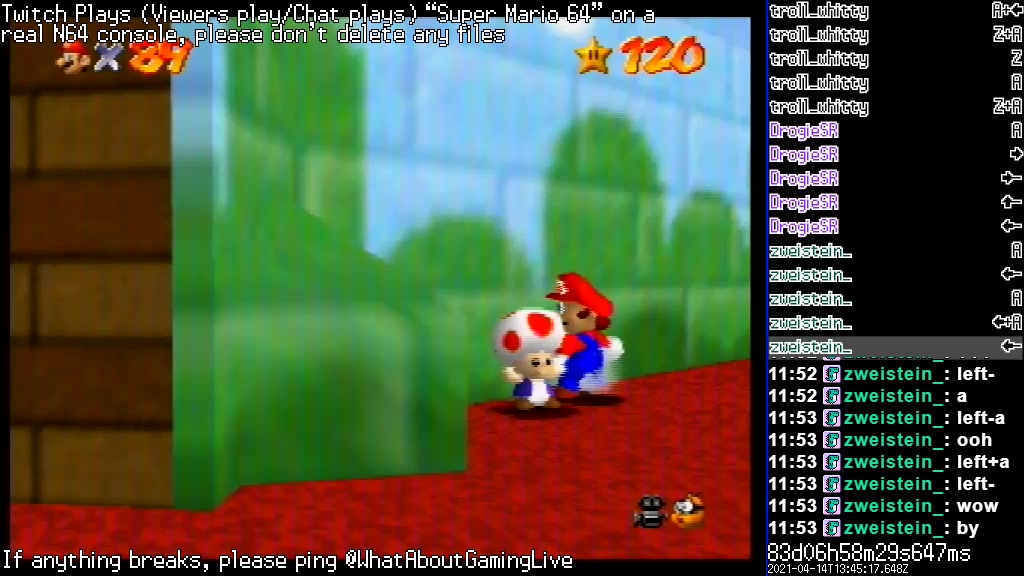 Twitch Plays (Viewers play/Chat plays) “Super Mario 64” on a
real N64 console, please don't delete any files
120
If anything breaks, please ping @WhatAboutGamingLive
troll_whitty A+←
troll_whitty Z+A
troll_whitty Z
troll_whitty A
troll_whitty Z+A
DrogieSR A
DrogieSR →
DrogieSR →
DrogieSR ←
DrogieSR ←
zweistein_ A
zweistein_ ←
zweistein_ A
zweistein_ ←+A
zweistein_ ←
11:52 zweistein_: left-
11:52 zweistein_: a
11:53 zweistein_: left-a
11:53 zweistein_: ooh
11:53 zweistein_: left+a
11:53 zweistein_: left-
11:53 zweistein_: wow
11:53 zweistein_: by
83d06h58m29s647ms
2021-04-14T13:45:17.648Z